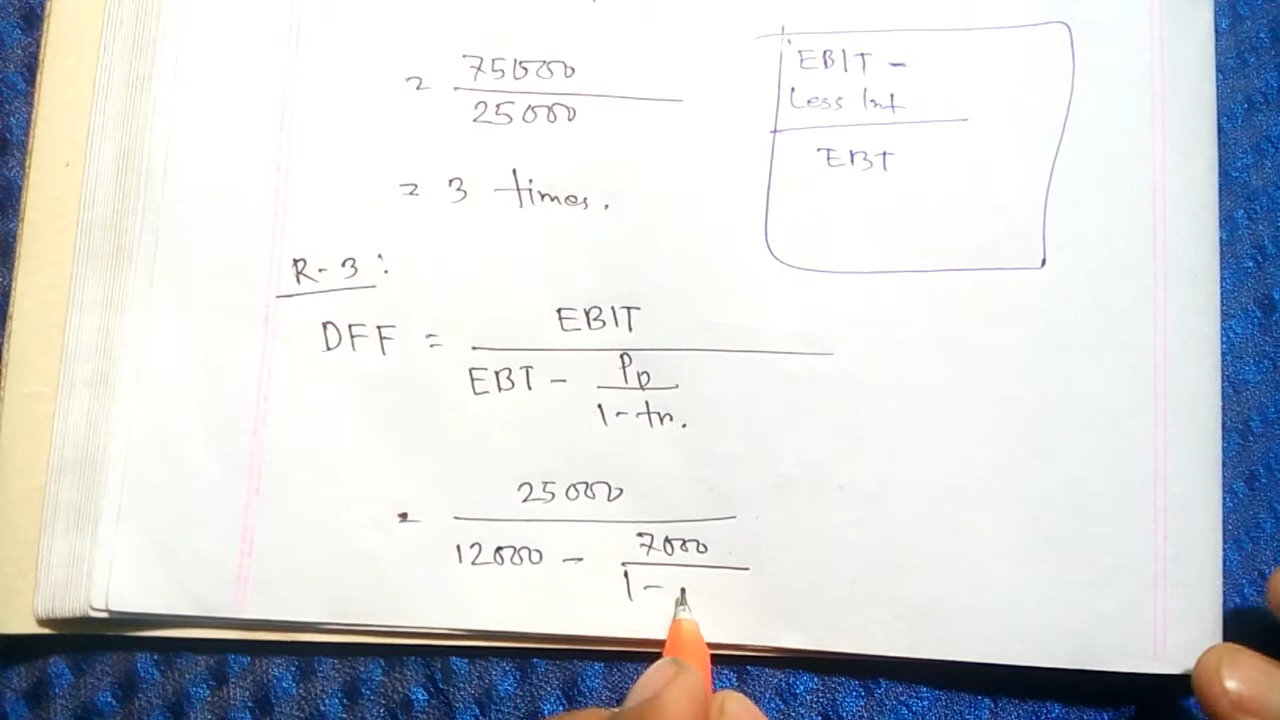 = 75000 / 25000
= 3 times.
EBIT -
Less Int
EBT
R-3:
DFF = EBIT / EBT - PD / 1-tr.
= 25000 / 12000 - 7000 / 1-